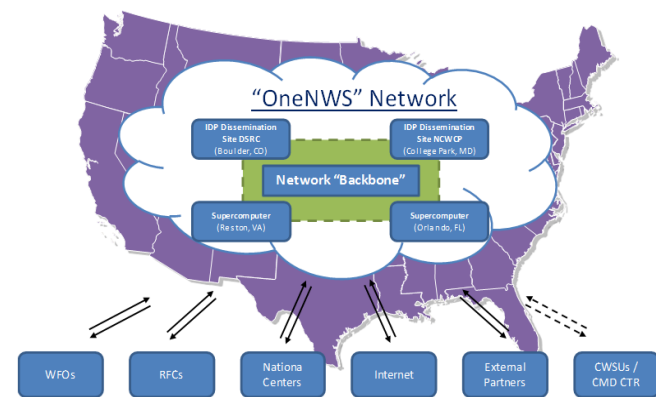 “OneNWS” Network
IDP Dissemination
Site DSRC
(Boulder, CO)
IDP Dissemination
Site NCWCP
(College Park, MD)
Network “Backbone”
Supercomputer
(Reston, VA)
Supercomputer
(Orlando, FL)
WFOs
RFCs
Nationa
Centers
Internet
External
Partners
CWSUs /
CMD CTR